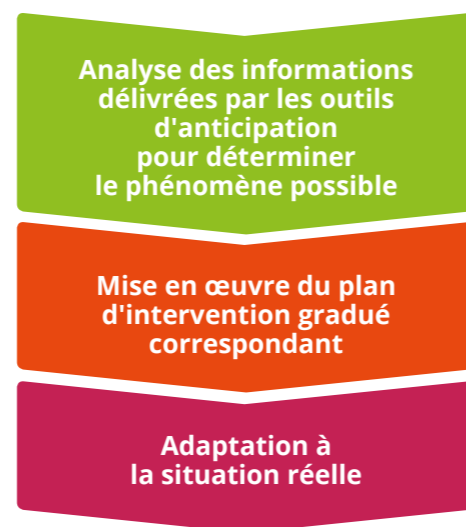 Analyse des informations
délivrées par les outils
d'anticipation
pour déterminer
le phénomène possible
Mise en œuvre du plan
d'intervention gradué
correspondant
Adaptation à
la situation réelle